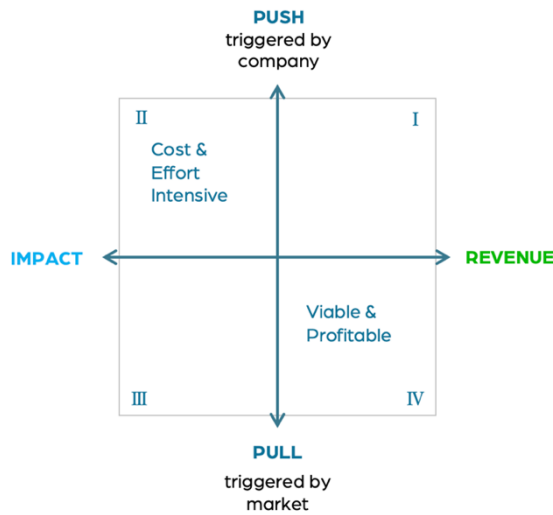 PUSH
triggered by
company
II
I
Cost &
Effort
Intensive
IMPACT
REVENUE
Viable &
Profitable
III
IV
PULL
triggered by
market